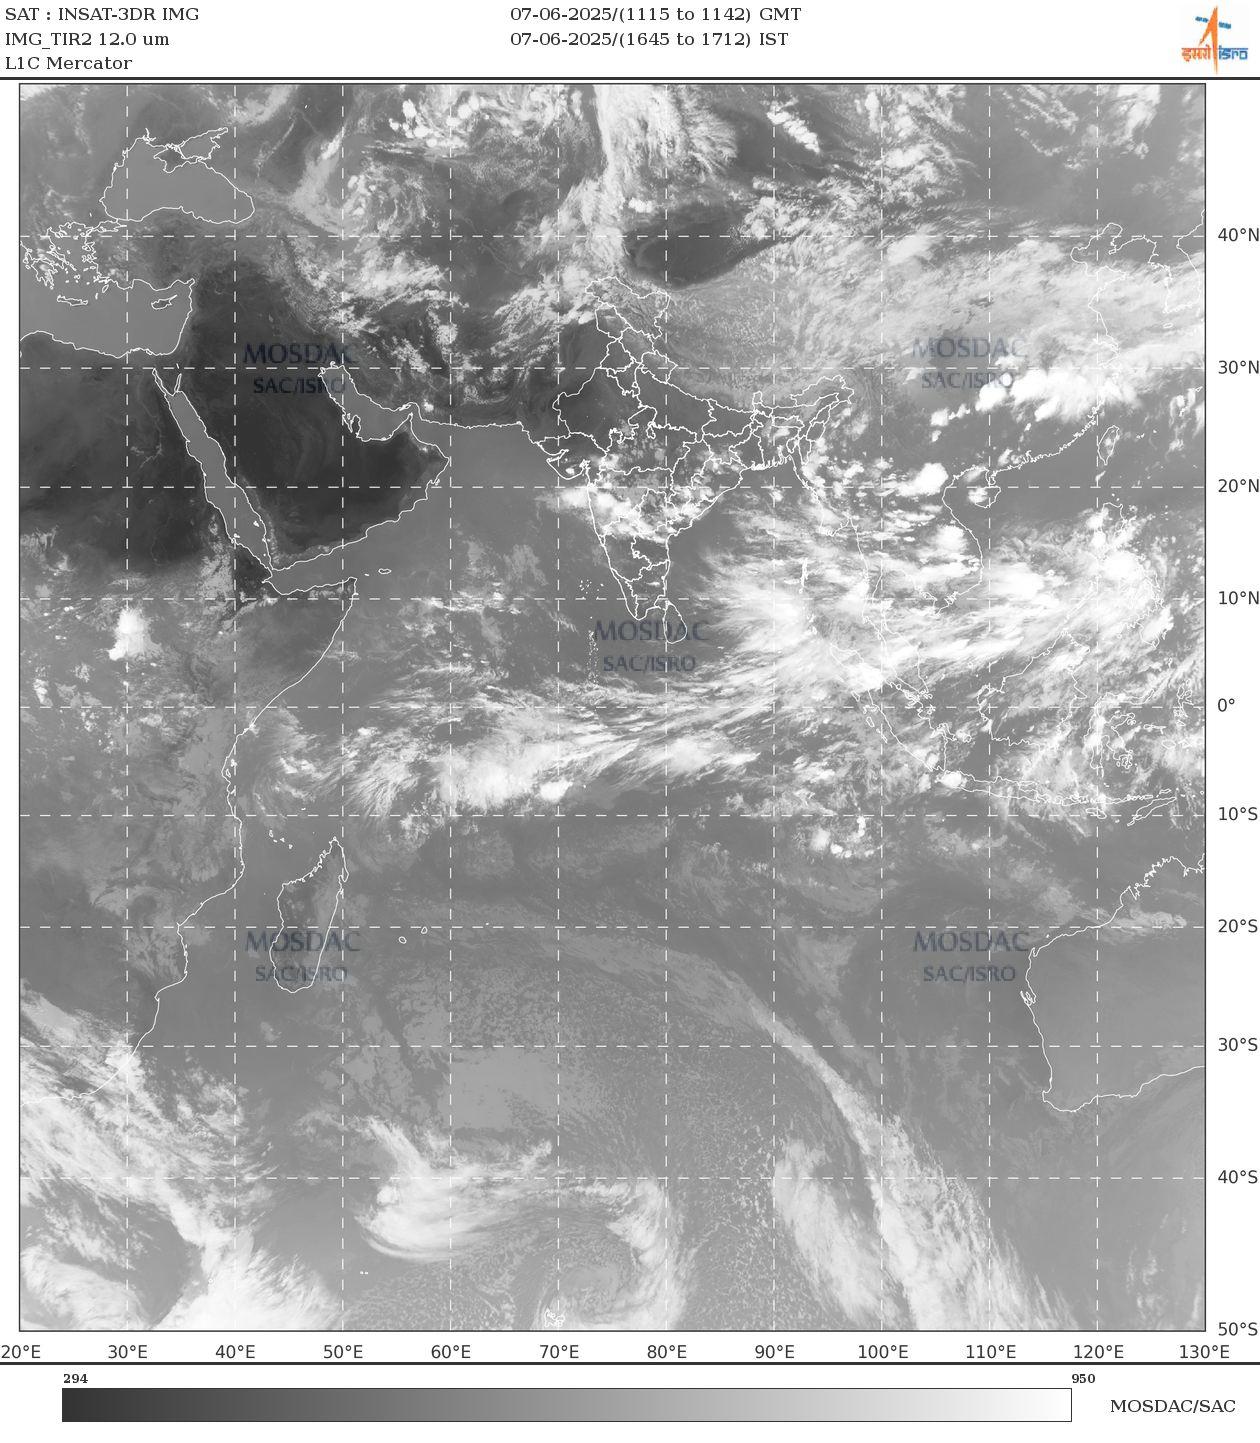 SAT : INSAT-3DR IMG
07-06-2025/(1115 to 1142) GMT
IMG_TIR2 12.0 um
07-06-2025/(1645 to 1712) IST
L1C Mercator
इसरो isro
40°N
MOSDAC
SAC/ISRO
MOSDAC
SAC/ISRO
30°N
20°N
10°N
MOSDAC
SAC/ISRO
0°
10°S
20°S
MOSDAC
SAC/ISRO
MOSDAC
SAC/ISRO
30°S
40°S
50°S
20°E 30°E 40°E 50°E 60°E 70°E 80°E 90°E 100°E 110°E 120°E 130°E
294
950
MOSDAC/SAC